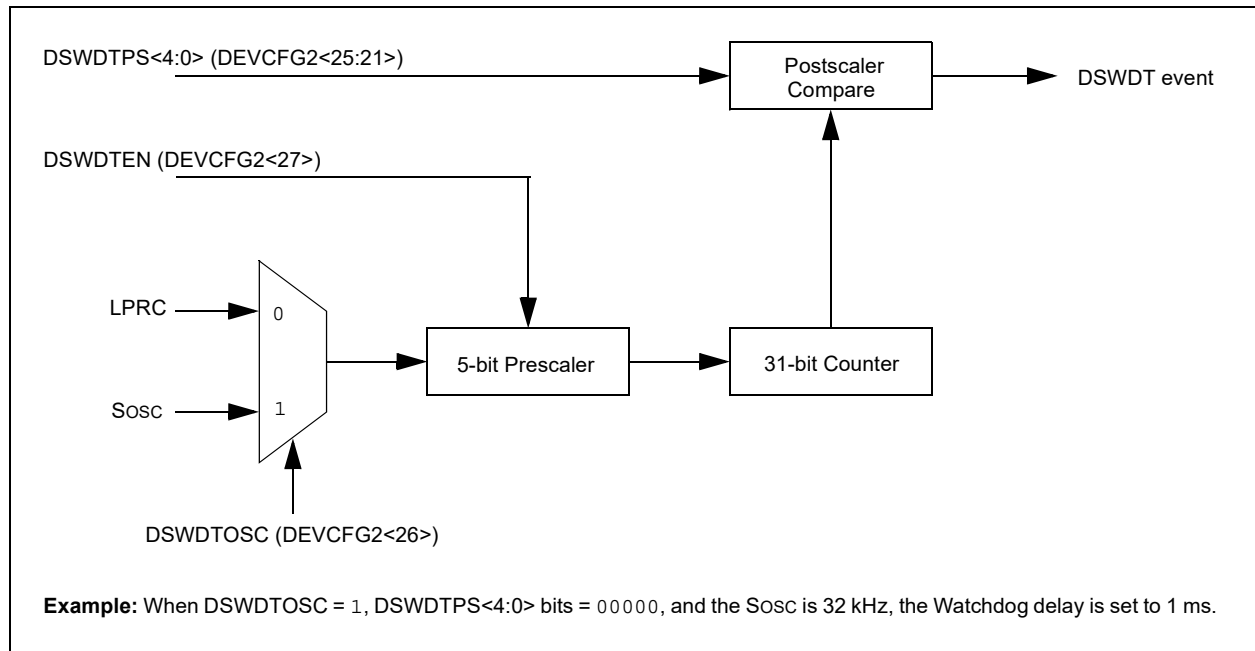 DSWDTPS<4:0> (DEVCFG2<25:21>)
Postscaler
Compare
DSWDT event
DSWDTEN (DEVCFG2<27>)
LPRC
0
5-bit Prescaler
31-bit Counter
SOSC
1
DSWDTOSC (DEVCFG2<26>)
Example: When DSWDTOSC = 1, DSWDTPS<4:0> bits = 00000, and the SOSC is 32 kHz, the Watchdog delay is set to 1 ms.